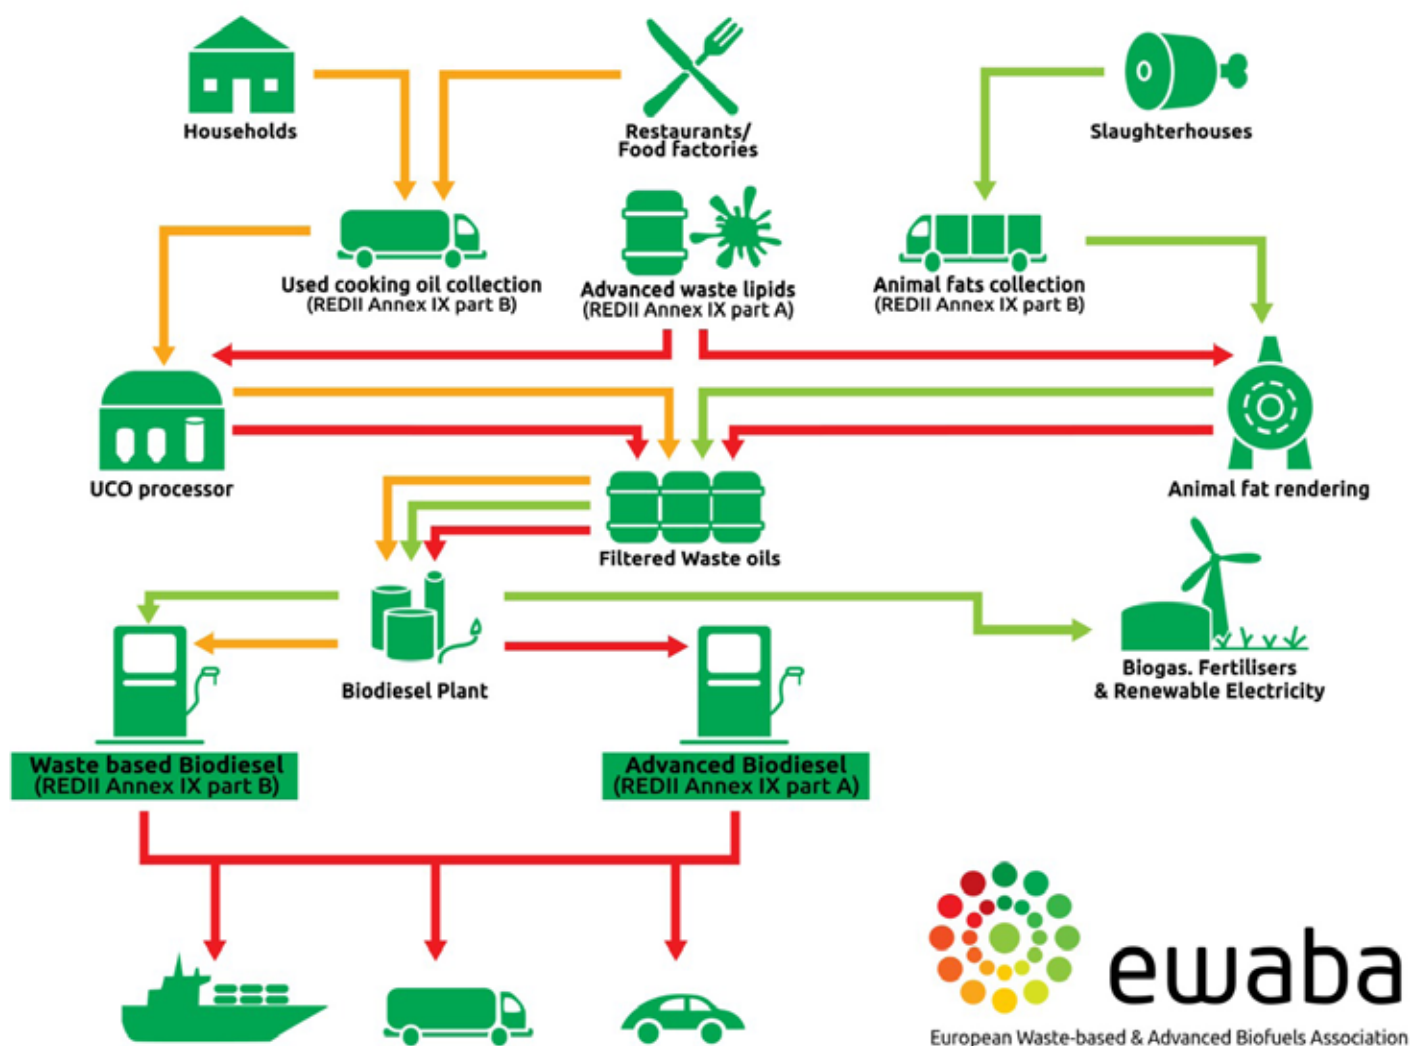 Households
Restaurants/
Food factories
Slaughterhouses
Used cooking oil collection
(REDII Annex IX part B)
Advanced waste lipids
(REDII Annex IX part A)
Animal fats collection
(REDII Annex IX part B)
UCO processor
Animal fat rendering
Filtered Waste oils
Biodiesel Plant
Biogas. Fertilisers
& Renewable Electricity
Waste based Biodiesel
(REDII Annex IX part B)
Advanced Biodiesel
(REDII Annex IX part A)
ewaba
European Waste-based & Advanced Biofuels Association